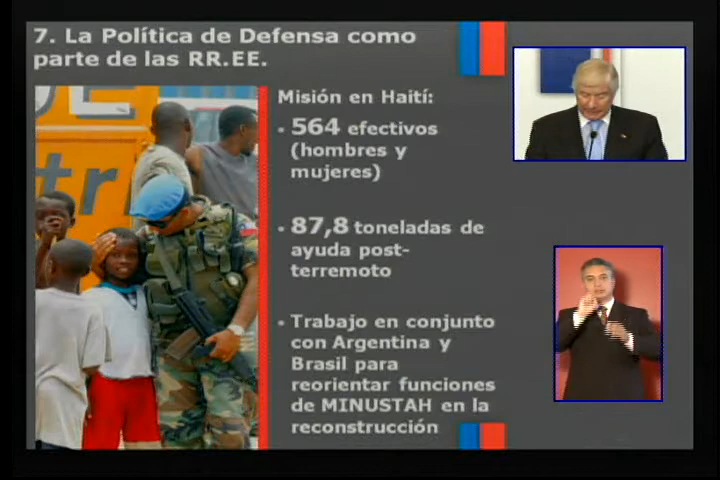 7. La Política de Defensa como
parte de las RR.EE.
Misión en Haití:
• 564 efectivos
(hombres y
mujeres)
• 87,8 toneladas de
ayuda post-
terremoto
• Trabajo en conjunto
con Argentina y
Brasil para
reorientar funciones
de MINUSTAH en la
reconstrucción
tr